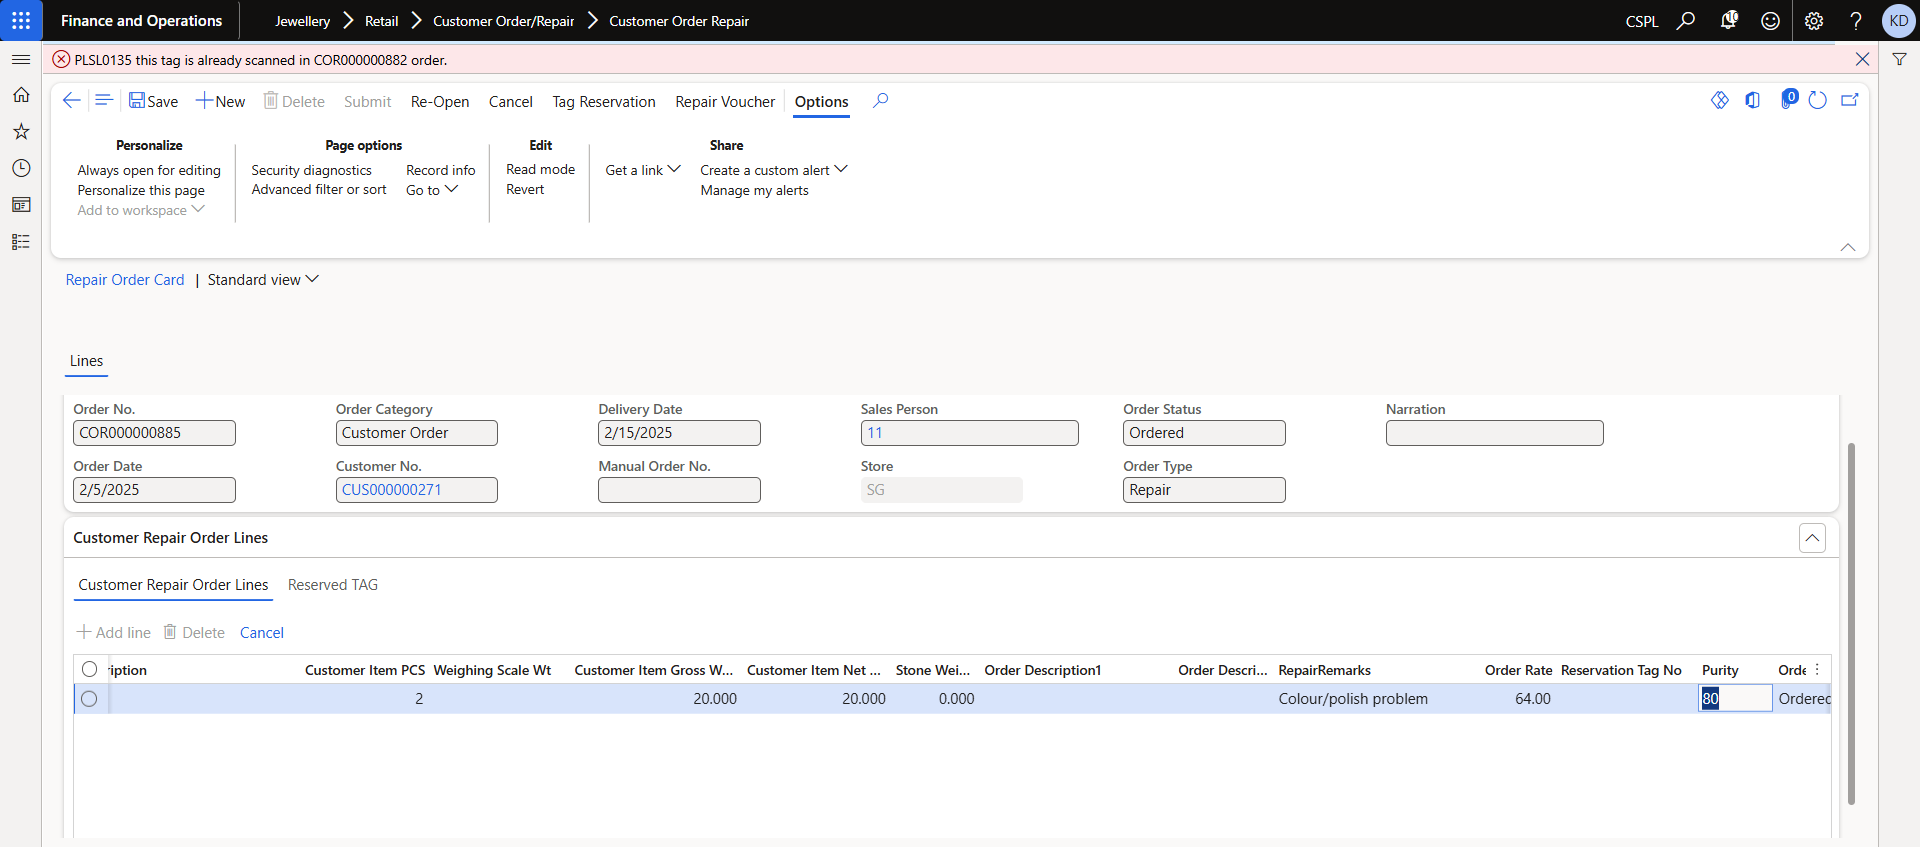 Finance and Operations
Jewellery
Retail
Customer Order/Repair
Customer Order Repair
CSPL
10
KD
PLSL0135 this tag is already scanned in COR000000882 order.
Save
New
Delete
Submit
Re-Open
Cancel
Tag Reservation
Repair Voucher
Options
0
Personalize
Always open for editing
Personalize this page
Add to workspace
Page options
Security diagnostics
Advanced filter or sort
Record info
Go to
Edit
Read mode
Revert
Get a link
Share
Create a custom alert
Manage my alerts
Repair Order Card | Standard view
Lines
Order No.
COR000000885
Order Category
Customer Order
Delivery Date
2/15/2025
Sales Person
11
Order Status
Ordered
Narration
Order Date
2/5/2025
Customer No.
CUS000000271
Manual Order No.
Store
SG
Order Type
Repair
Customer Repair Order Lines
Customer Repair Order Lines
Reserved TAG
Add line
Delete
Cancel
ription Customer Item PCS Weighing Scale Wt Customer Item Gross W... Customer Item Net ... Stone Wei... Order Description1 Order Descri... RepairRemarks Order Rate Reservation Tag No Purity Orde
2 20.000 20.000 0.000 Colour/polish problem 64.00 80 Ordered